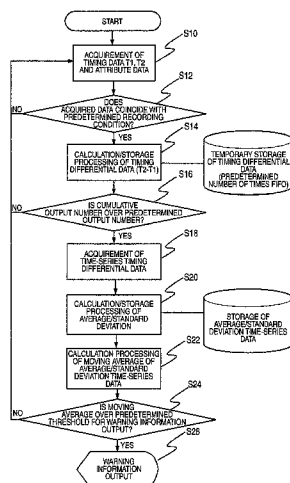 START
S10
ACQUIREMENT OF
TIMING DATA T1, T2
AND ATTRIBUTE DATA
S12
DOES
ACQUIRED DATA COINCIDE WITH
PREDETERMINED RECORDING
CONDITION?
NO
YES
S14
CALCULATION/STORAGE
PROCESSING OF
TIMING DIFFERENTIAL
DATA (T2-T1)
TEMPORARY STORAGE
OF TIMING DIFFERENTIAL
DATA
(PREDETERMINED
NUMBER OF TIMES FIFO)
S16
IS CUMULATIVE
OUTPUT NUMBER OVER PREDETERMINED
OUTPUT NUMBER?
NO
YES
S18
ACQUIREMENT OF
TIME-SERIES TIMING
DIFFERENTIAL DATA
S20
CALCULATION/STORAGE
PROCESSING OF
AVERAGE/STANDARD
DEVIATION
STORAGE OF
AVERAGE/STANDARD
DEVIATION TIME-SERIES
DATA
S22
CALCULATION PROCESSING
OF MOVING AVERAGE OF
AVERAGE/STANDARD
DEVIATION TIME-SERIES
DATA
S24
IS MOVING
AVERAGE OVER PREDETERMINED
THRESHOLD FOR WARNING INFORMATION
OUTPUT?
NO
YES
S26
WARNING
INFORMATION
OUTPUT